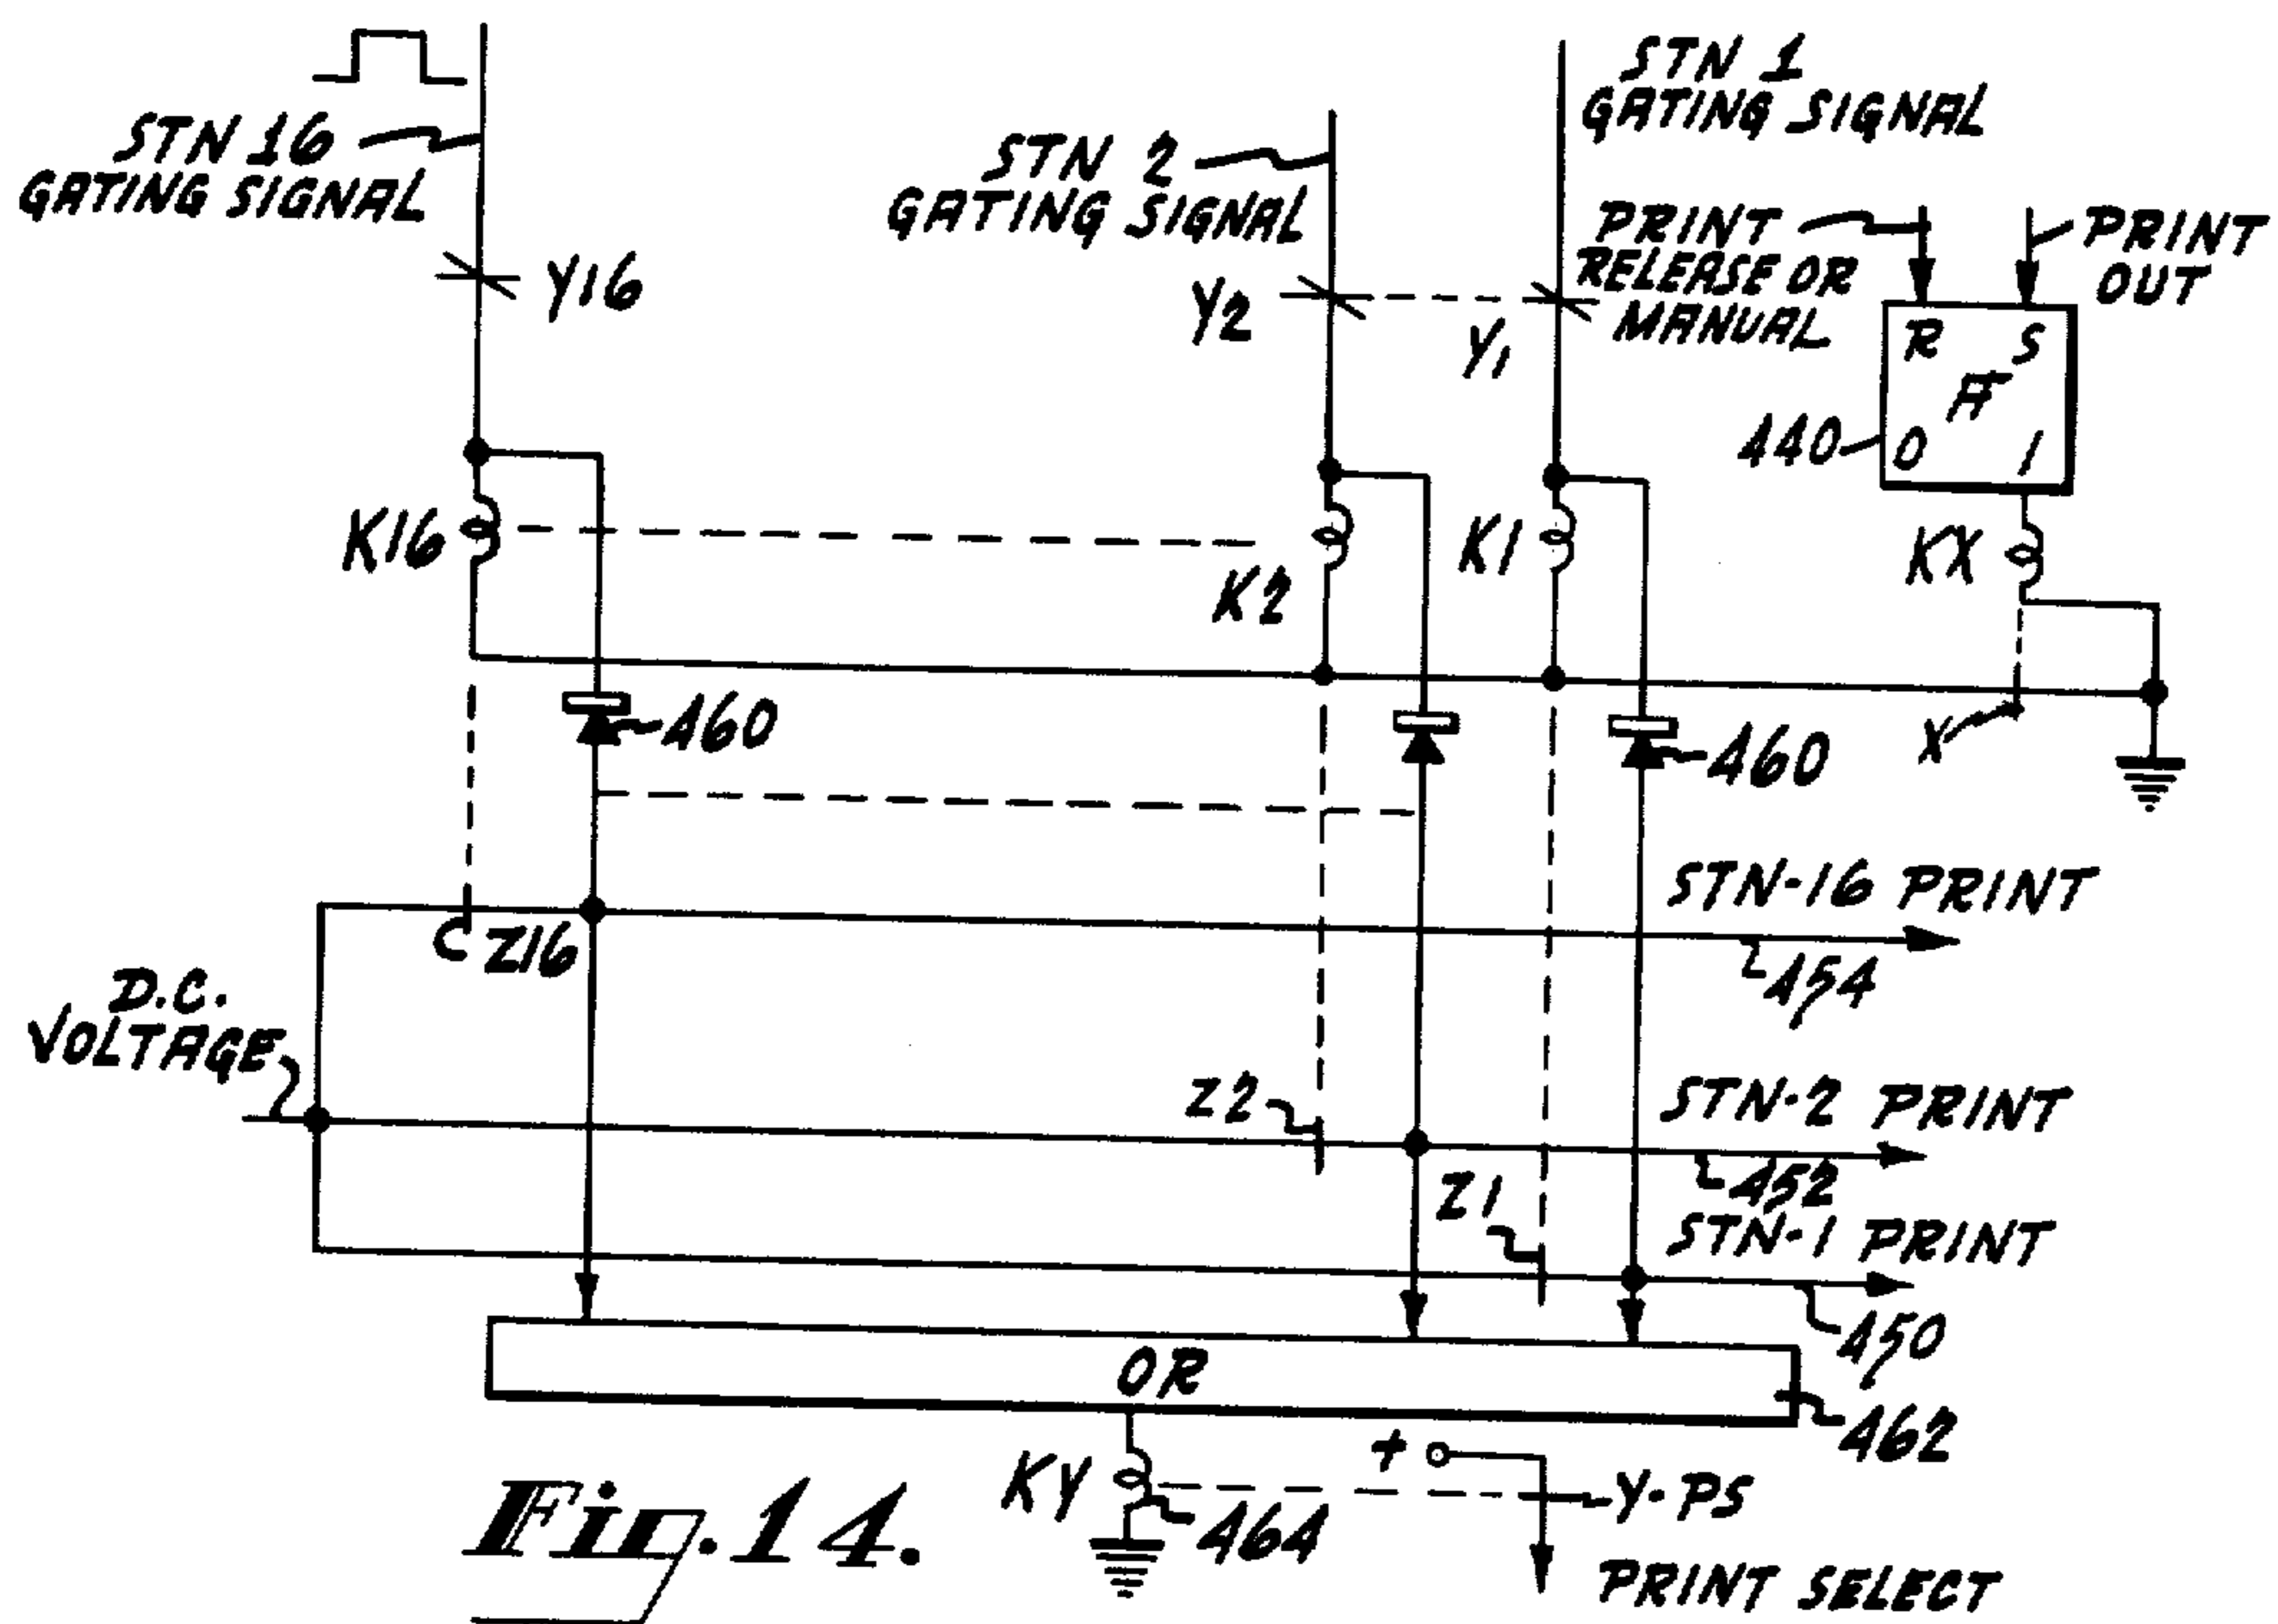 STN 16
GATING SIGNAL
STN 2
GATING SIGNAL
STN 1
GATING SIGNAL
PRINT
RELEASE OR
MANUAL
PRINT
OUT
Y16
Y2
Y1
R S
FF
0 1
440
K16
K2
K1
KX
460
460
X
STN-16 PRINT
Z16
454
D.C.
VOLTAGE
Z2
STN-2 PRINT
452
Z1
STN-1 PRINT
450
OR
462
KY
464
+
Y-PS
PRINT SELECT
Fig. 14.